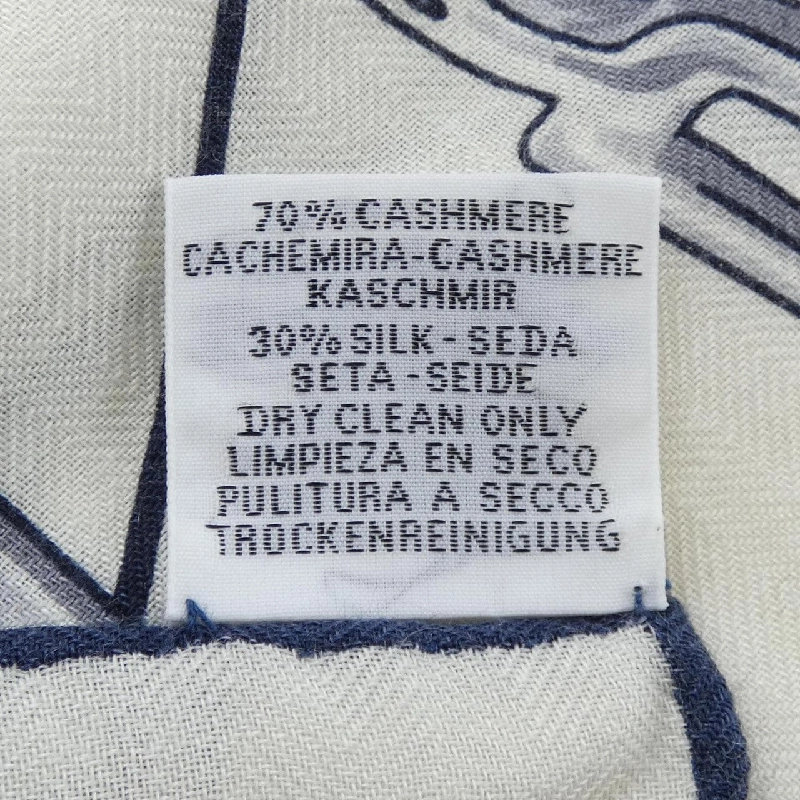 70% CASHMERE
CACHEMIRA-CASHMERE
KASCHMIR
30% SILK - SEDA
SETA - SEIDE
DRY CLEAN ONLY
LIMPIEZA EN SECO
PULITURA A SECCO
TROCKENREINIGUNG